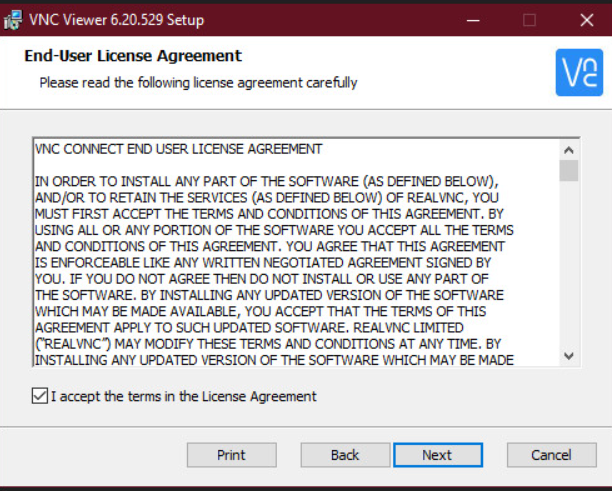 VNC Viewer 6.20.529 Setup
End-User License Agreement
Please read the following license agreement carefully
VNC CONNECT END USER LICENSE AGREEMENT
IN ORDER TO INSTALL ANY PART OF THE SOFTWARE (AS DEFINED BELOW),
AND/OR TO RETAIN THE SERVICES (AS DEFINED BELOW) OF REALVNC, YOU
MUST FIRST ACCEPT THE TERMS AND CONDITIONS OF THIS AGREEMENT. BY
USING ALL OR ANY PORTION OF THE SOFTWARE YOU ACCEPT ALL THE TERMS
AND CONDITIONS OF THIS AGREEMENT. YOU AGREE THAT THIS AGREEMENT
IS ENFORCEABLE LIKE ANY WRITTEN NEGOTIATED AGREEMENT SIGNED BY
YOU. IF YOU DO NOT AGREE THEN DO NOT INSTALL OR USE ANY PART OF
THE SOFTWARE. BY INSTALLING ANY UPDATED VERSION OF THE SOFTWARE
WHICH MAY BE MADE AVAILABLE, YOU ACCEPT THAT THE TERMS OF THIS
AGREEMENT APPLY TO SUCH UPDATED SOFTWARE. REALVNC LIMITED
("REALVNC") MAY MODIFY THESE TERMS AND CONDITIONS AT ANY TIME. BY
INSTALLING ANY UPDATED VERSION OF THE SOFTWARE WHICH MAY BE MADE
I accept the terms in the License Agreement
Print
Back
Next
Cancel